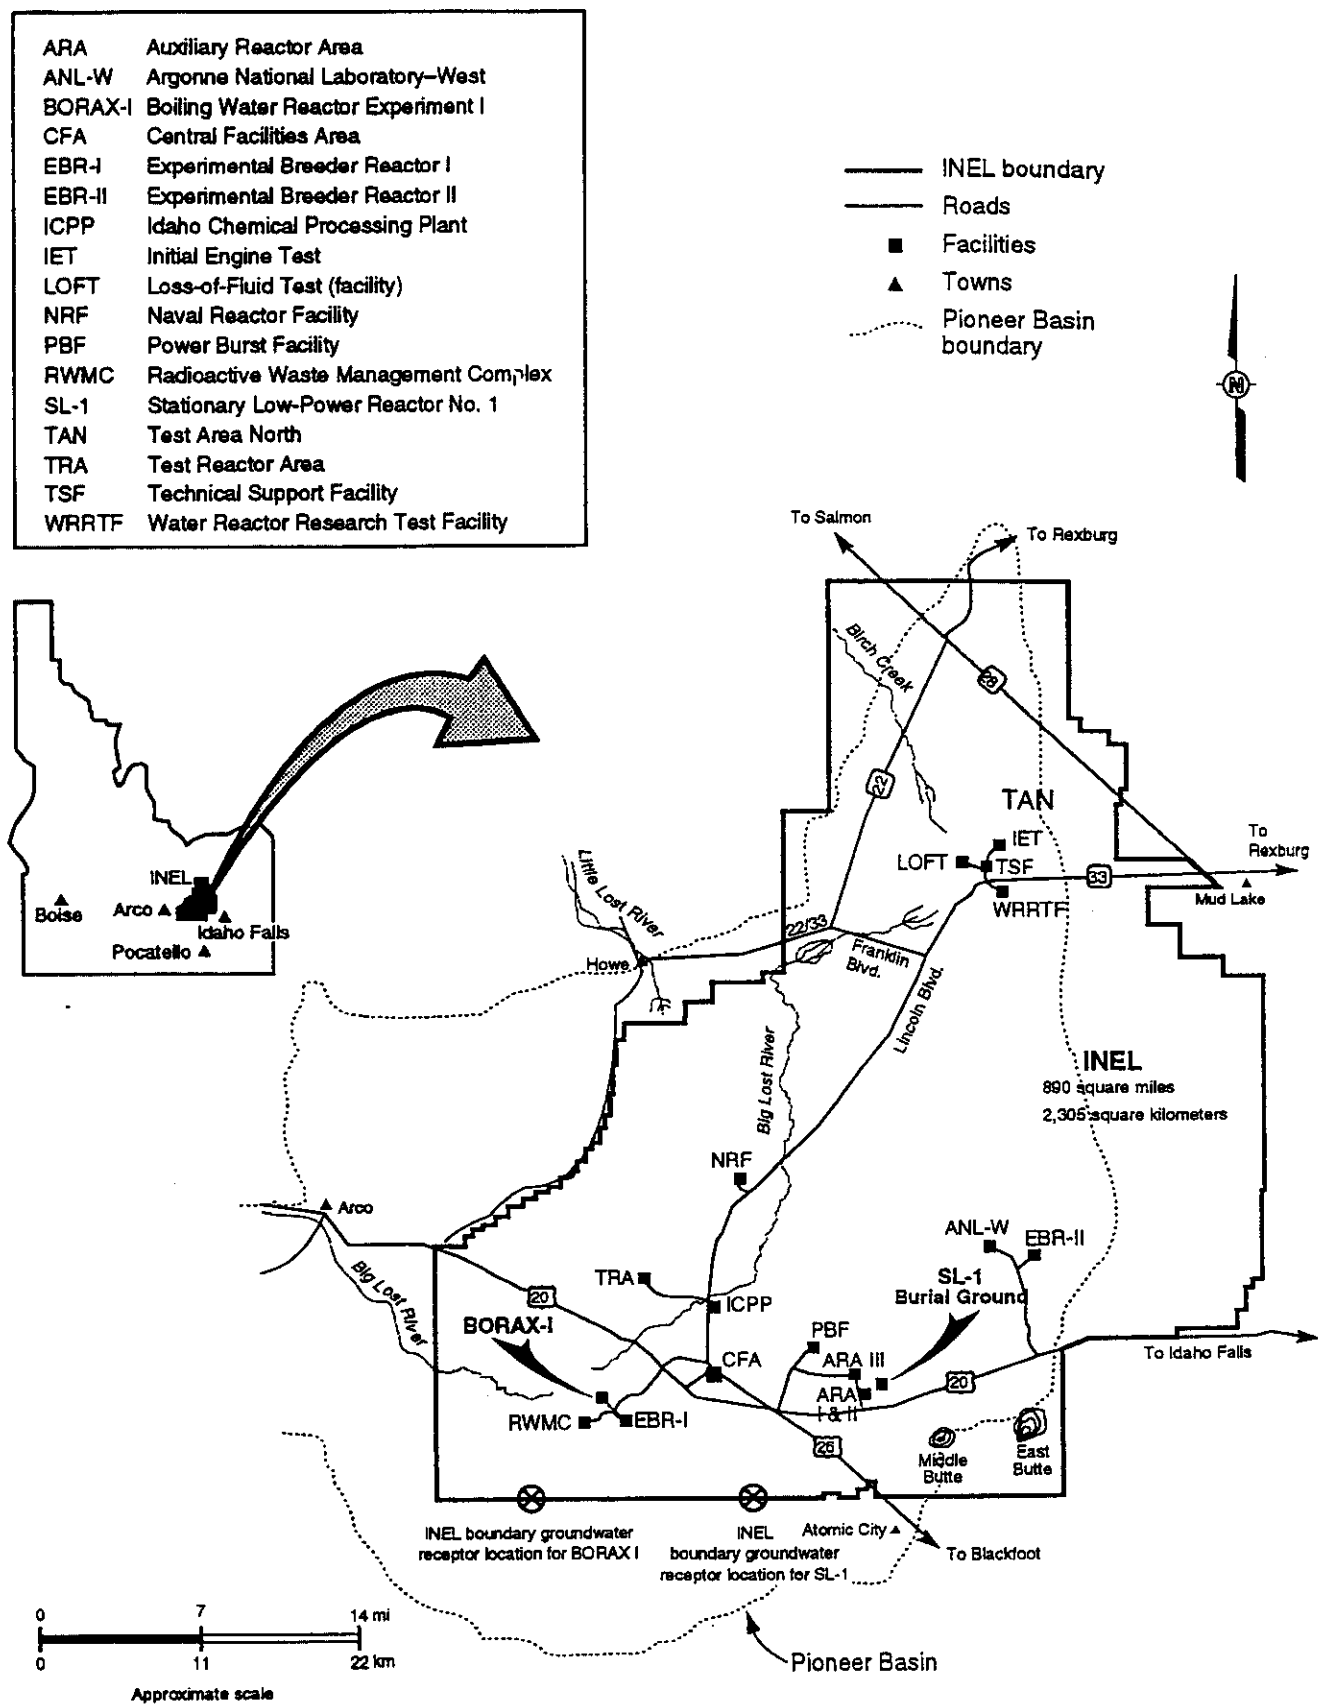 ARA Auxiliary Reactor Area
ANL-W Argonne National Laboratory–West
BORAX-I Boiling Water Reactor Experiment I
CFA Central Facilities Area
EBR-I Experimental Breeder Reactor I
EBR-II Experimental Breeder Reactor II
ICPP Idaho Chemical Processing Plant
IET Initial Engine Test
LOFT Loss-of-Fluid Test (facility)
NRF Naval Reactor Facility
PBF Power Burst Facility
RWMC Radioactive Waste Management Complex
SL-1 Stationary Low-Power Reactor No. 1
TAN Test Area North
TRA Test Reactor Area
TSF Technical Support Facility
WRRTF Water Reactor Research Test Facility
INEL boundary
Roads
Facilities
Towns
Pioneer Basin
boundary
N
To Salmon
To Rexburg
Birch Creek
28
22
TAN
IET
LOFT
TSF
WRRTF
33
To
Rexburg
Mud Lake
INEL
Boise
Arco
Idaho Falls
Pocatello
Little Lost River
Howe
22/33
Franklin
Blvd.
Lincoln Blvd.
Big Lost River
INEL
890 square miles
2,305 square kilometers
NRF
Arco
Big Lost River
ANL-W
EBR-II
TRA
ICPP
SL-1
Burial Ground
20
BORAX-I
PBF
CFA
ARA III
ARA
I & II
20
To Idaho Falls
RWMC
EBR-I
26
Middle
Butte
East
Butte
INEL boundary groundwater
receptor location for BORAX I
INEL
boundary groundwater
receptor location for SL-1
Atomic City
To Blackfoot
Pioneer Basin
0 7 14 mi
0 11 22 km
Approximate scale